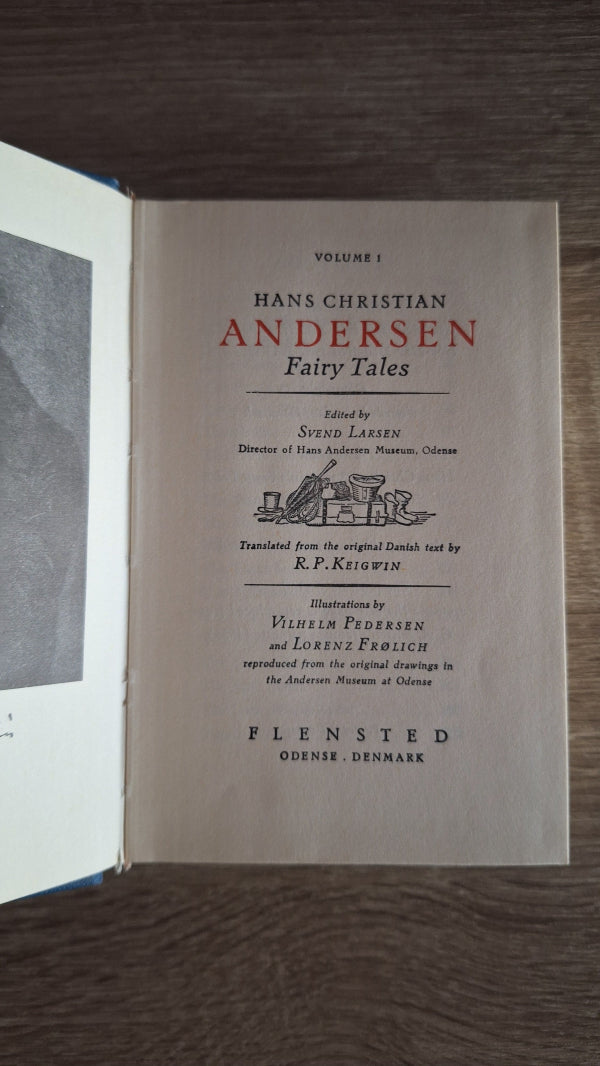 VOLUME 1
HANS CHRISTIAN
ANDERSEN
Fairy Tales
Edited by
SVEND LARSEN
Director of Hans Andersen Museum, Odense
Translated from the original Danish text by
R.P. KEIGWIN
Illustrations by
VILHELM PEDERSEN
and LORENZ FRØLICH
reproduced from the original drawings in
the Andersen Museum at Odense
FLENSTED
ODENSE . DENMARK